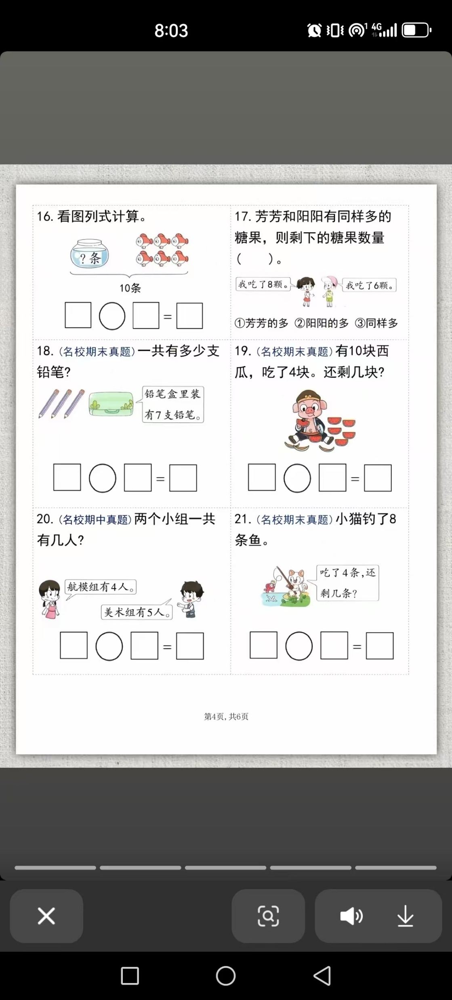 8:03
1 4G
16. 看图列式计算。
? 条
10条
=
17. 芳芳和阳阳有同样多的
糖果，则剩下的糖果数量
（　　）。
我吃了8颗。
我吃了6颗。
①芳芳的多 ②阳阳的多 ③同样多
18. (名校期末真题) 一共有多少支
铅笔?
铅笔盒里装
有7支铅笔。
=
19. (名校期末真题) 有10块西
瓜，吃了4块。还剩几块?
=
20. (名校期中真题) 两个小组一共
有几人?
航模组有4人。
美术组有5人。
=
21. (名校期末真题) 小猫钓了8
条鱼。
吃了4条,还
剩几条?
=
第4页,共6页